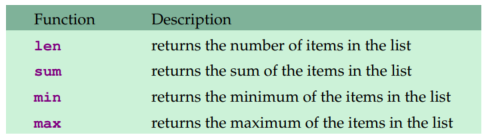 Function Description
len returns the number of items in the list
sum returns the sum of the items in the list
min returns the minimum of the items in the list
max returns the maximum of the items in the list